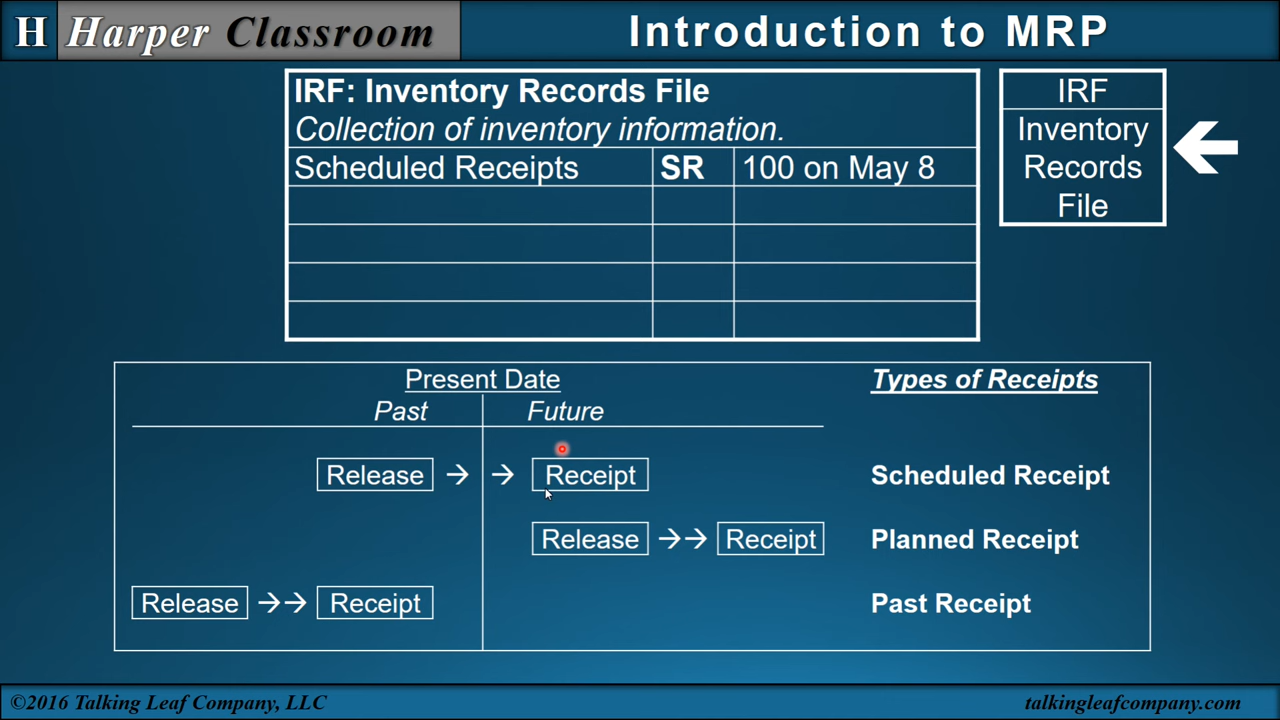 H Harper Classroom
Introduction to MRP
IRF: Inventory Records File
Collection of inventory information.
Scheduled Receipts SR 100 on May 8
IRF
Inventory
Records
File
Present Date
Past Future
Types of Receipts
Release → → Receipt Scheduled Receipt
Release →→ Receipt Planned Receipt
Release →→ Receipt Past Receipt
©2016 Talking Leaf Company, LLC
talkingleafcompany.com